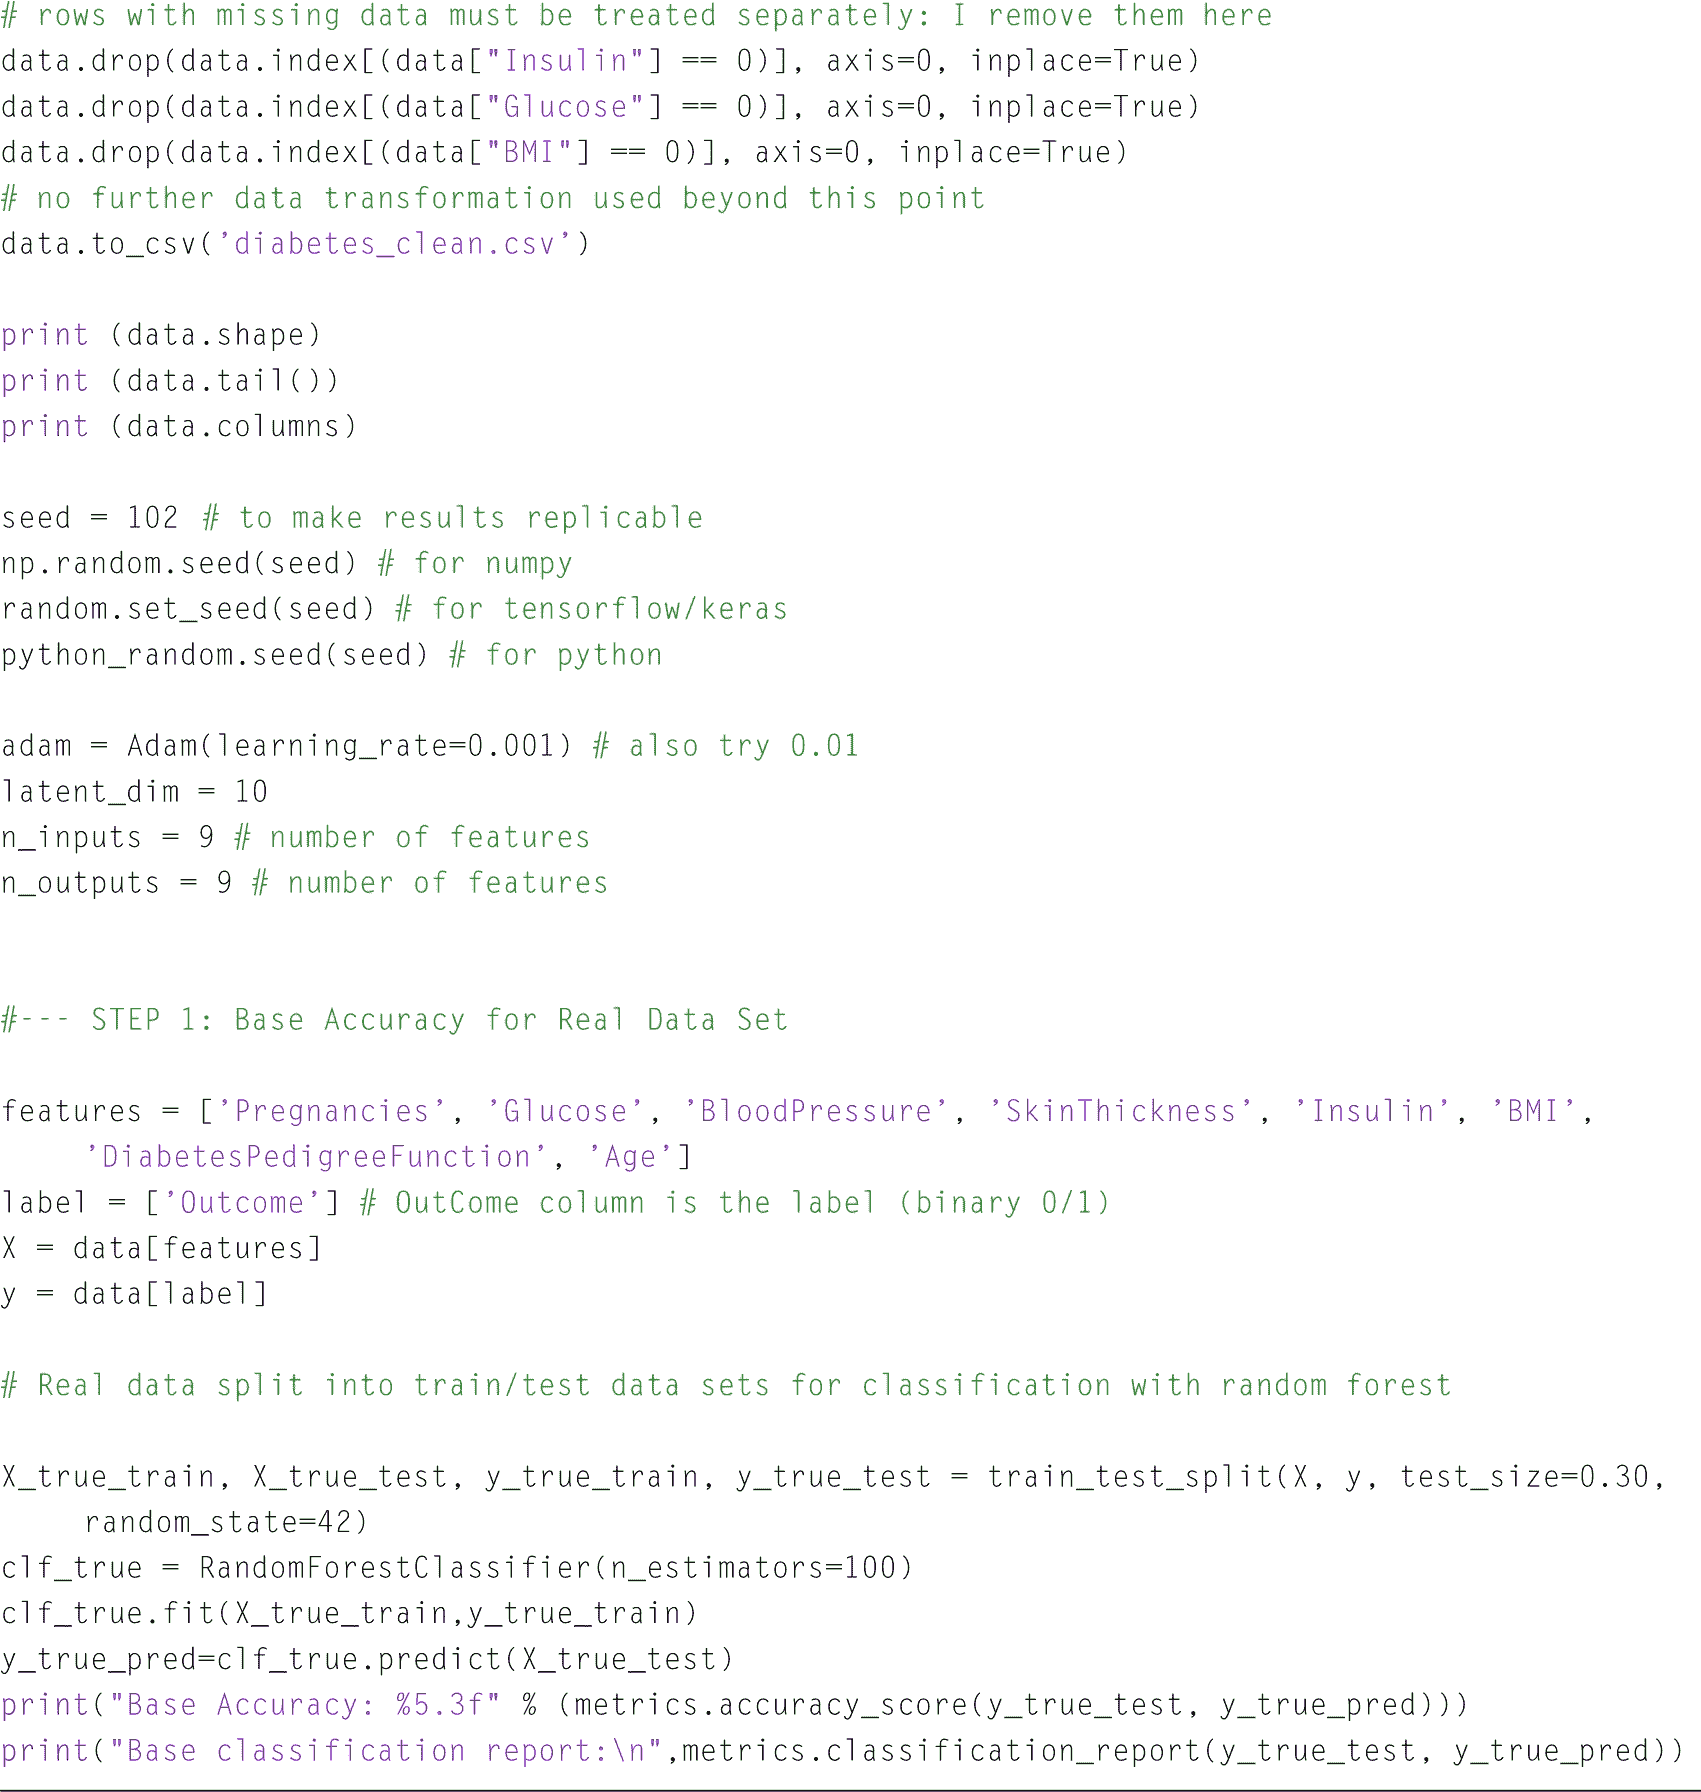 # rows with missing data must be treated separately: I remove them here
data.drop(data.index[(data["Insulin"] == 0)], axis=0, inplace=True)
data.drop(data.index[(data["Glucose"] == 0)], axis=0, inplace=True)
data.drop(data.index[(data["BMI"] == 0)], axis=0, inplace=True)
# no further data transformation used beyond this point
data.to_csv('diabetes_clean.csv')

print (data.shape)
print (data.tail())
print (data.columns)

seed = 102 # to make results replicable
np.random.seed(seed) # for numpy
random.set_seed(seed) # for tensorflow/keras
python_random.seed(seed) # for python

adam = Adam(learning_rate=0.001) # also try 0.01
latent_dim = 10
n_inputs = 9 # number of features
n_outputs = 9 # number of features

#--- STEP 1: Base Accuracy for Real Data Set

features = ['Pregnancies', 'Glucose', 'BloodPressure', 'SkinThickness', 'Insulin', 'BMI',
'DiabetesPedigreeFunction', 'Age']
label = ['Outcome'] # OutCome column is the label (binary 0/1)
X = data[features]
y = data[label]

# Real data split into train/test data sets for classification with random forest

X_true_train, X_true_test, y_true_train, y_true_test = train_test_split(X, y, test_size=0.30,
random_state=42)
clf_true = RandomForestClassifier(n_estimators=100)
clf_true.fit(X_true_train,y_true_train)
y_true_pred=clf_true.predict(X_true_test)
print("Base Accuracy: %5.3f" % (metrics.accuracy_score(y_true_test, y_true_pred)))
print("Base classification report:\n",metrics.classification_report(y_true_test, y_true_pred))